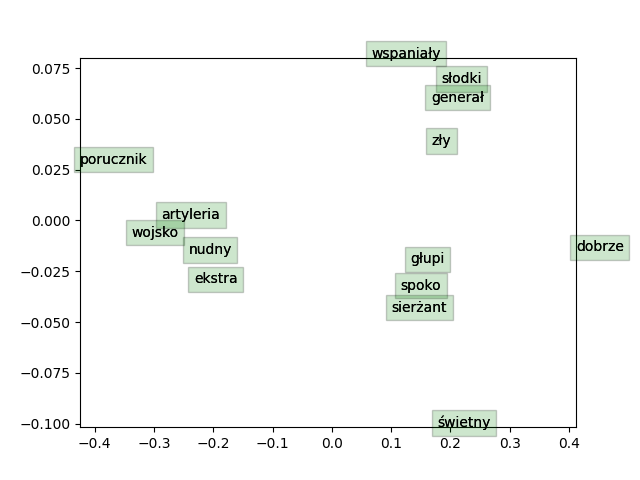 wspaniały
0.075
słodki
generał
0.050
zły
0.025
porucznik
artyleria
0.000
wojsko
nudny
dobrze
głupi
−0.025
ekstra
spoko
sierżant
−0.050
−0.075
−0.100
świetny
−0.4 −0.3 −0.2 −0.1 0.0 0.1 0.2 0.3 0.4